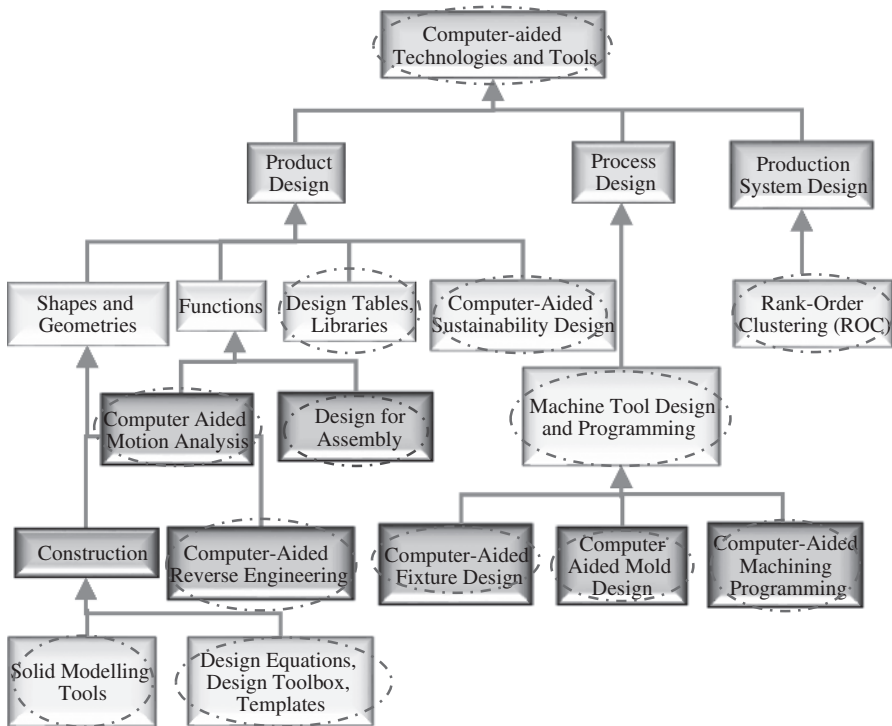 Computer-aided
Technologies and Tools
Product
Design
Process
Design
Production
System Design
Shapes and
Geometries
Functions
Design Tables,
Libraries
Computer-Aided
Sustainability Design
Rank-Order
Clustering (ROC)
Computer Aided
Motion Analysis
Design for
Assembly
Machine Tool Design
and Programming
Construction
Computer-Aided
Reverse Engineering
Computer-Aided
Fixture Design
Computer-
Aided Mold
Design
Computer-Aided
Machining
Programming
Solid Modelling
Tools
Design Equations,
Design Toolbox,
Templates